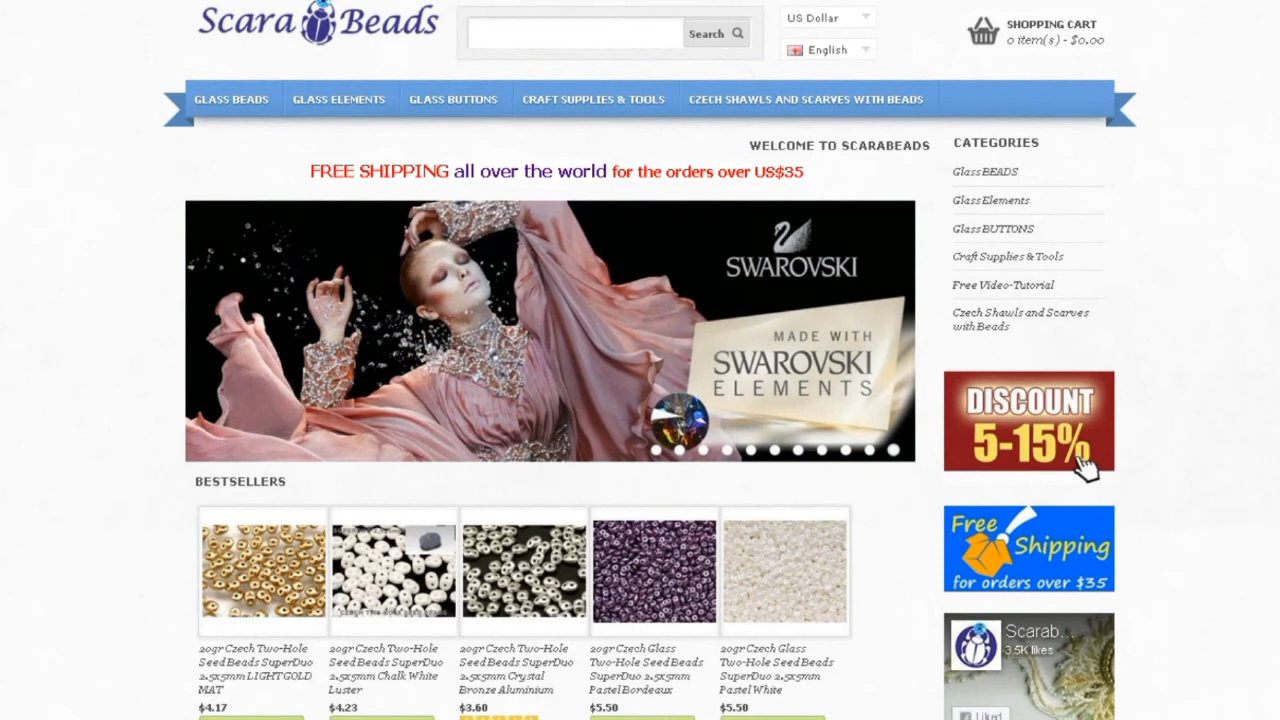 Scara Beads
Search
US Dollar
English
SHOPPING CART
0 item(s) - $0.00
GLASS BEADS
GLASS ELEMENTS
GLASS BUTTONS
CRAFT SUPPLIES & TOOLS
CZECH SHAWLS AND SCARVES WITH BEADS
WELCOME TO SCARABEADS
FREE SHIPPING all over the world for the orders over US$35
SWAROVSKI
MADE WITH
SWAROVSKI
ELEMENTS
CATEGORIES
Glass BEADS
Glass Elements
Glass BUTTONS
Craft Supplies & Tools
Free Video-Tutorial
Czech Shawls and Scarves
with Beads
DISCOUNT
5-15%
Free
Shipping
for orders over $35
Scarab...
3.5K likes
Liked
BESTSELLERS
20gr Czech Two-Hole
Seed Beads SuperDuo
2.5x5mm LIGHT GOLD
MAT
$4.17
20gr Czech Two-Hole
Seed Beads SuperDuo
2.5x5mm Chalk White
Luster
$4.23
20gr Czech Two-Hole
Seed Beads SuperDuo
2.5x5mm Crystal
Bronze Aluminium
$3.60
20gr Czech Glass
Two-Hole Seed Beads
SuperDuo 2.5x5mm
Pastel Bordeaux
$5.50
20gr Czech Glass
Two-Hole Seed Beads
SuperDuo 2.5x5mm
Pastel White
$5.50